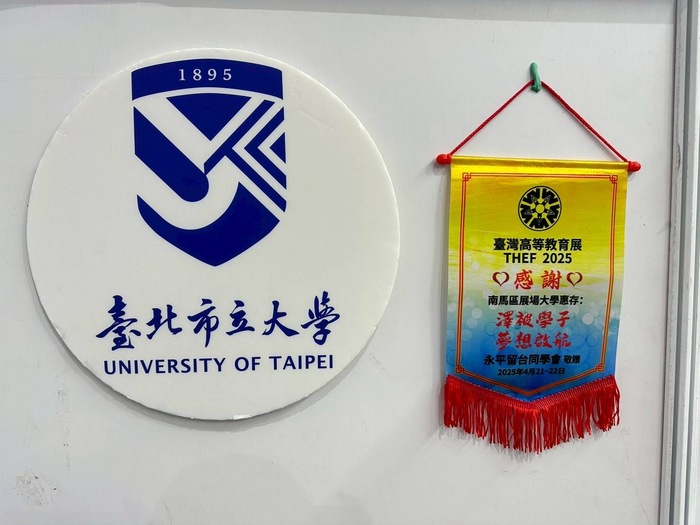 1895
臺北市立大學
UNIVERSITY OF TAIPEI
臺灣高等教育展
THEF 2025
感謝
南馬區展場大學惠存:
澤被學子
夢想啟航
永平留台同學會 敬贈
2025年4月21-22日